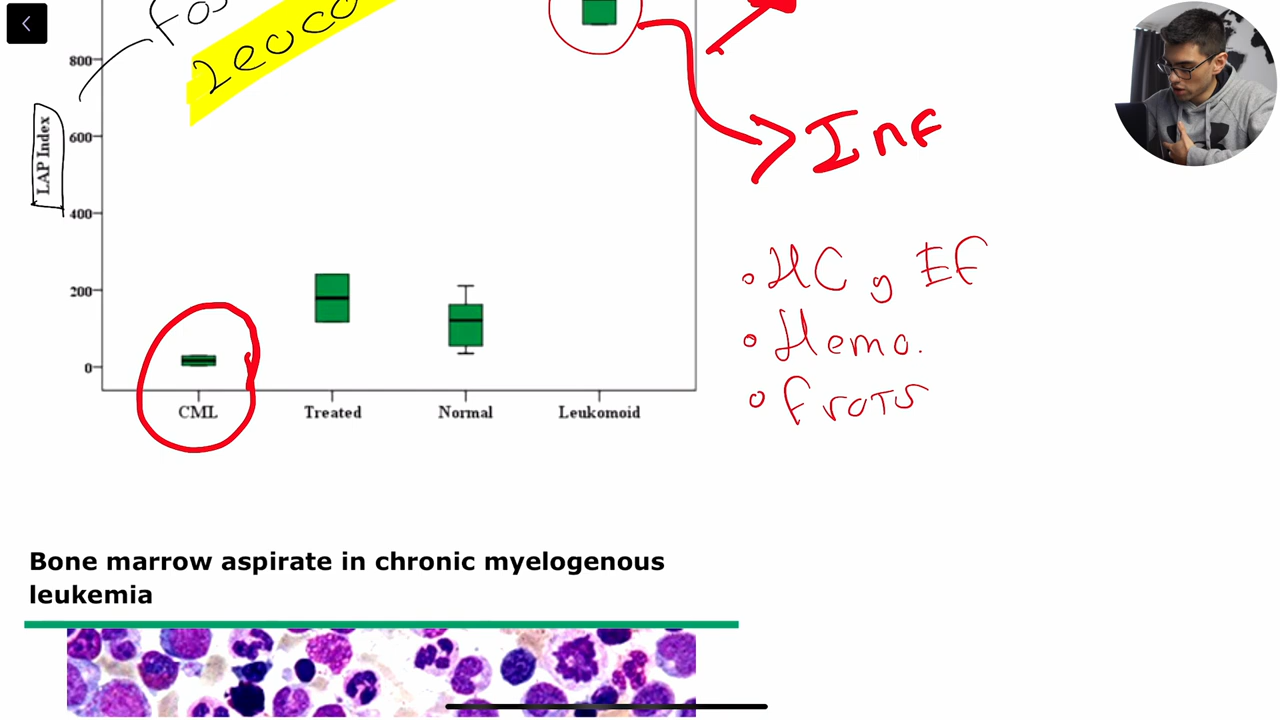 800
600
LAP Index
Inf
400
HC y EF
200
Hemo.
0
Frotis
CML Treated Normal Leukomoid
Bone marrow aspirate in chronic myelogenous
leukemia